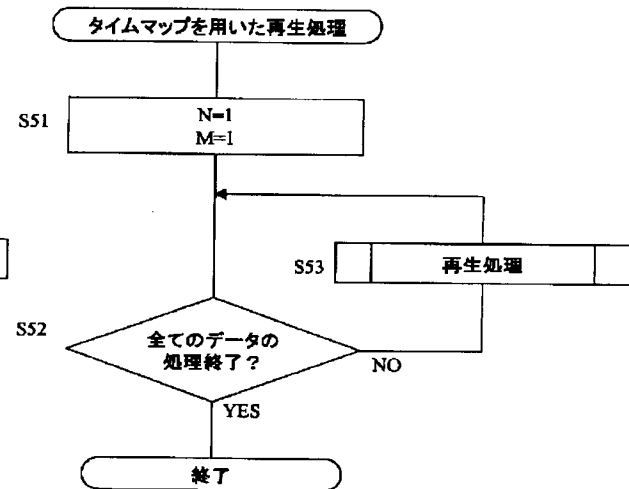 タイムマップを用いた再生処理
S51
N=1
M=1
S53
再生処理
S52
全てのデータの
処理終了？
NO
YES
終了